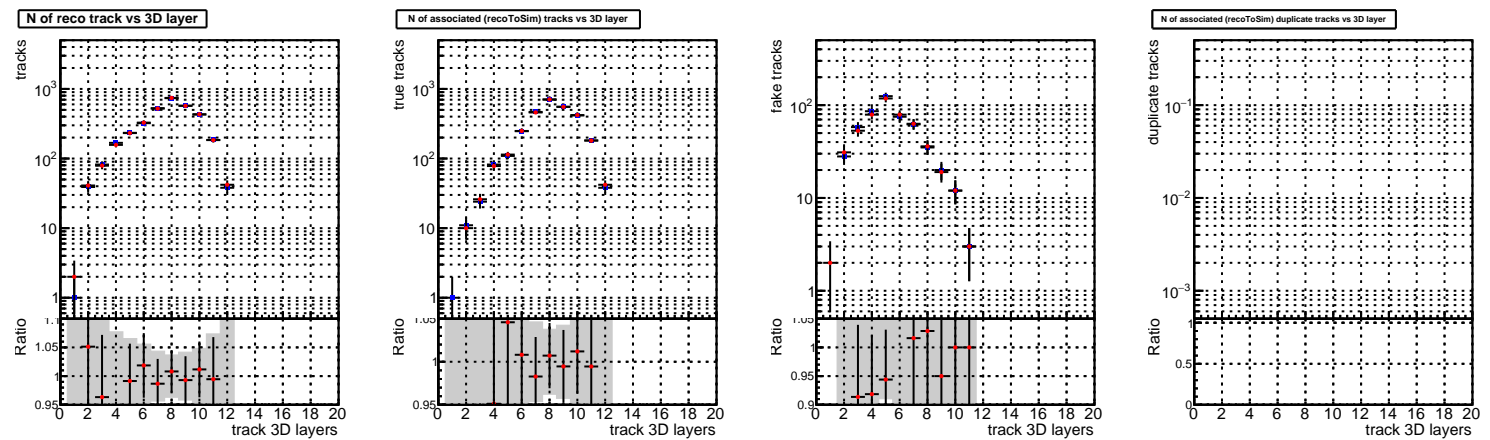 N of reco track vs 3D layer
tracks
10³
10²
10
1
Ratio
1.1
1.05
1
0.95
0 2 4 6 8 10 12 14 16 18 20
track 3D layers
N of associated (recoToSim) tracks vs 3D layer
true tracks
10³
10²
10
1
Ratio
1.05
1
0.95
0 2 4 6 8 10 12 14 16 18 20
track 3D layers
fake tracks
10²
10
1
Ratio
1.05
1
0.95
0.9
0 2 4 6 8 10 12 14 16 18 20
track 3D layers
N of associated (recoToSim) duplicate tracks vs 3D layer
duplicate tracks
10⁻¹
10⁻²
10⁻³
Ratio
1
0.5
0
0 2 4 6 8 10 12 14 16 18 20
track 3D layers